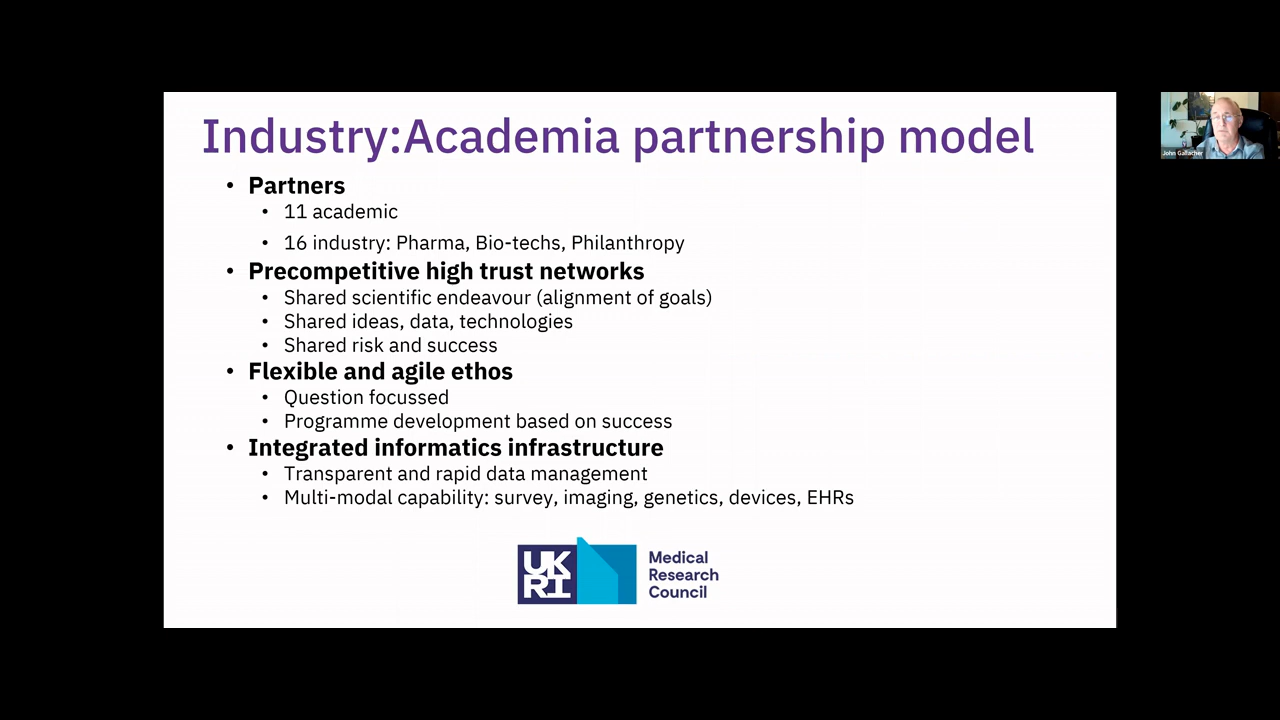 Industry:Academia partnership model
• Partners
• 11 academic
• 16 industry: Pharma, Bio-techs, Philanthropy
• Precompetitive high trust networks
• Shared scientific endeavour (alignment of goals)
• Shared ideas, data, technologies
• Shared risk and success
• Flexible and agile ethos
• Question focussed
• Programme development based on success
• Integrated informatics infrastructure
• Transparent and rapid data management
• Multi-modal capability: survey, imaging, genetics, devices, EHRs
UK
RI
Medical
Research
Council
John Gallacher